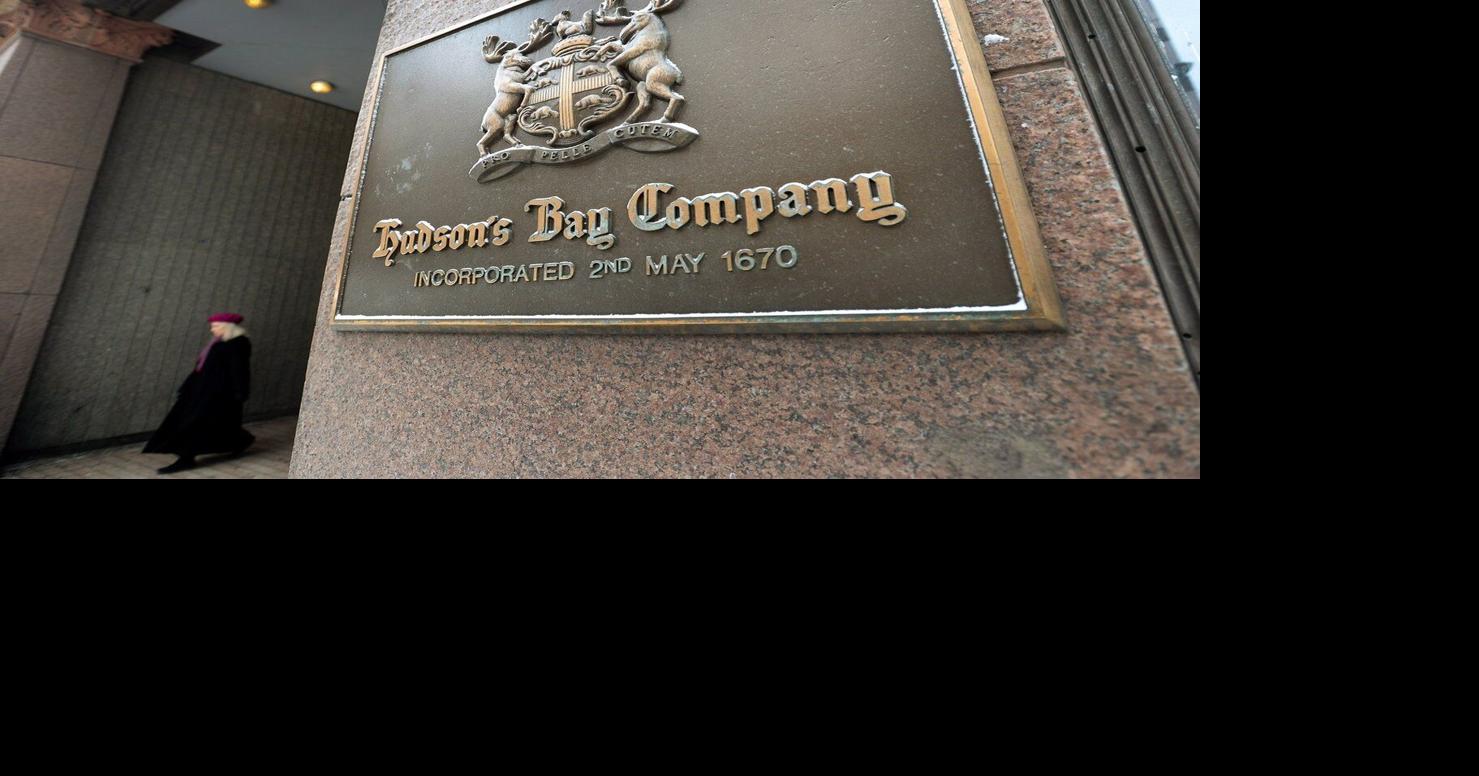 PRO PELLE CUTEM
Hudson's Bay Company
INCORPORATED 2ND MAY 1670